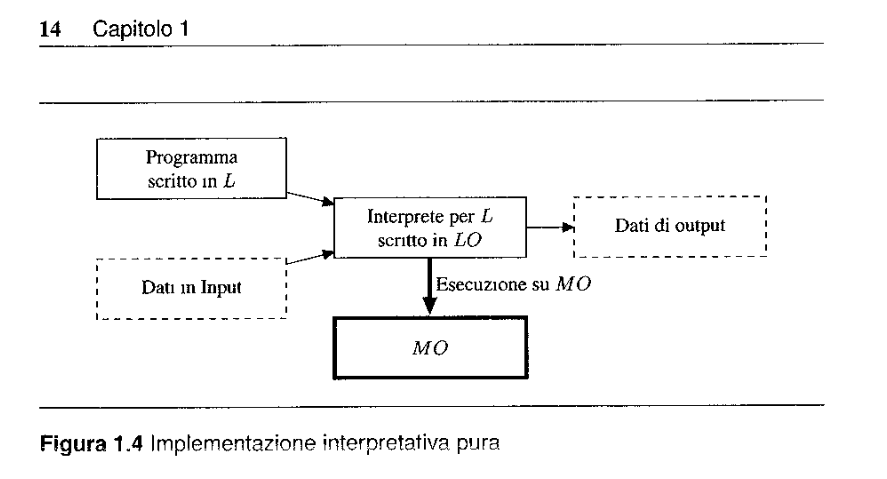 14 Capitolo 1
Programma
scritto in L
Interprete per L
scritto in LO
Dati di output
Dati in Input
Esecuzione su MO
MO
Figura 1.4 Implementazione interpretativa pura